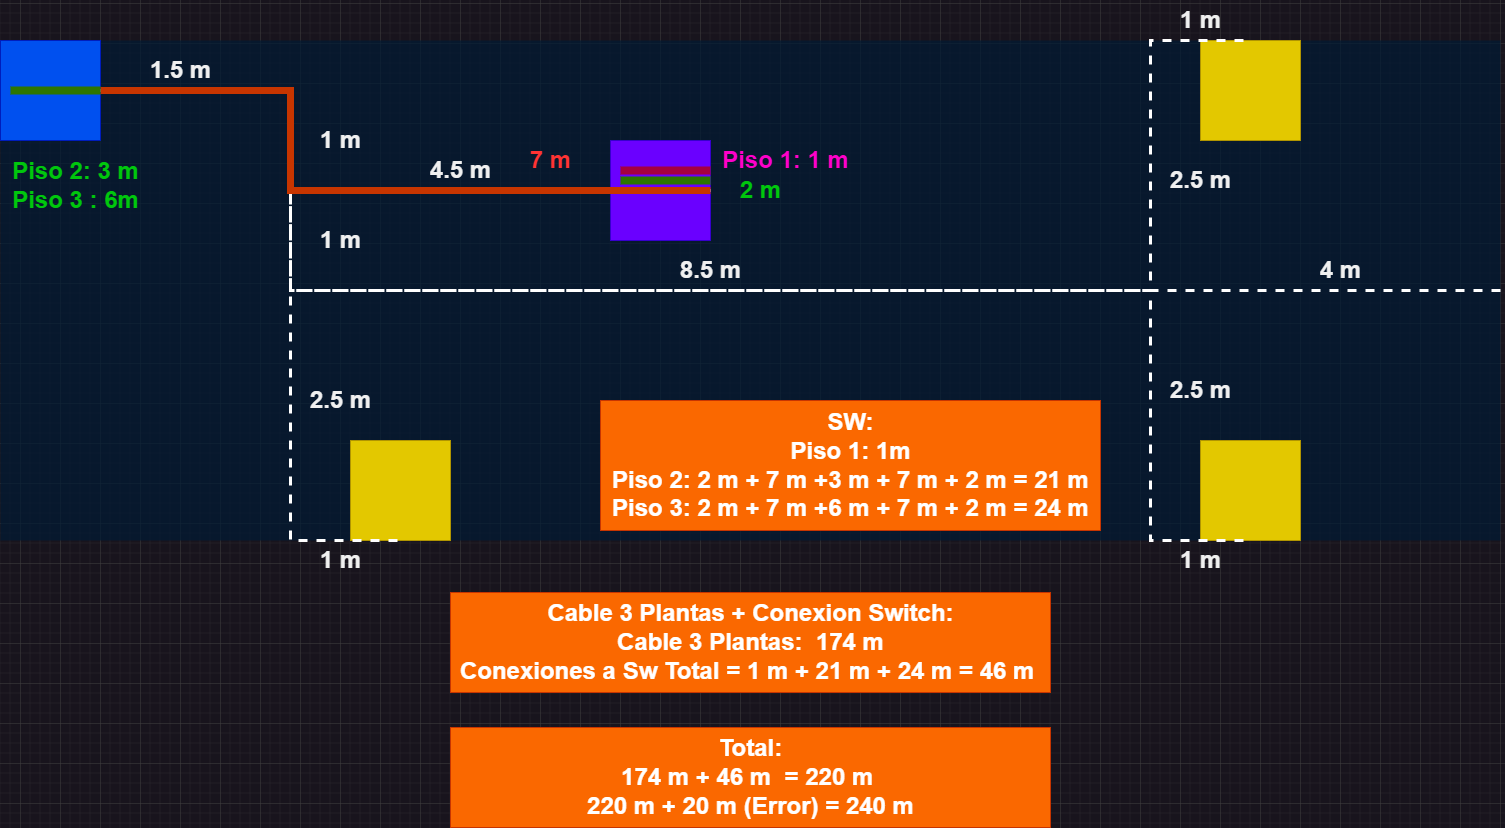 1 m
1.5 m
1 m
4.5 m
7 m
Piso 1: 1 m
2 m
Piso 2: 3 m
Piso 3 : 6m
2.5 m
1 m
8.5 m
4 m
2.5 m
2.5 m
SW:
Piso 1: 1m
Piso 2: 2 m + 7 m +3 m + 7 m + 2 m = 21 m
Piso 3: 2 m + 7 m +6 m + 7 m + 2 m = 24 m
1 m
1 m
Cable 3 Plantas + Conexion Switch:
Cable 3 Plantas:  174 m
Conexiones a Sw Total = 1 m + 21 m + 24 m = 46 m
Total:
174 m + 46 m  = 220 m
220 m + 20 m (Error) = 240 m